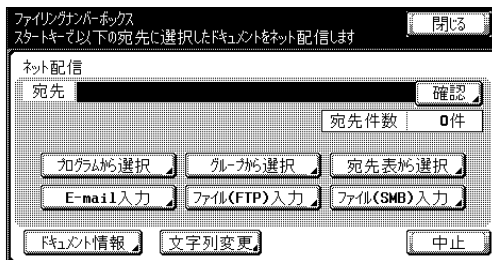 ファイリングナンバーボックス
スタートキーで以下の宛先に選択したドキュメントをネット配信します
閉じる
ネット配信
宛先
確認
宛先件数 0件
プログラムから選択 グループから選択 宛先表から選択
E-mail入力 ファイル(FTP)入力 ファイル(SMB)入力
ドキュメント情報 文字列変更 中止